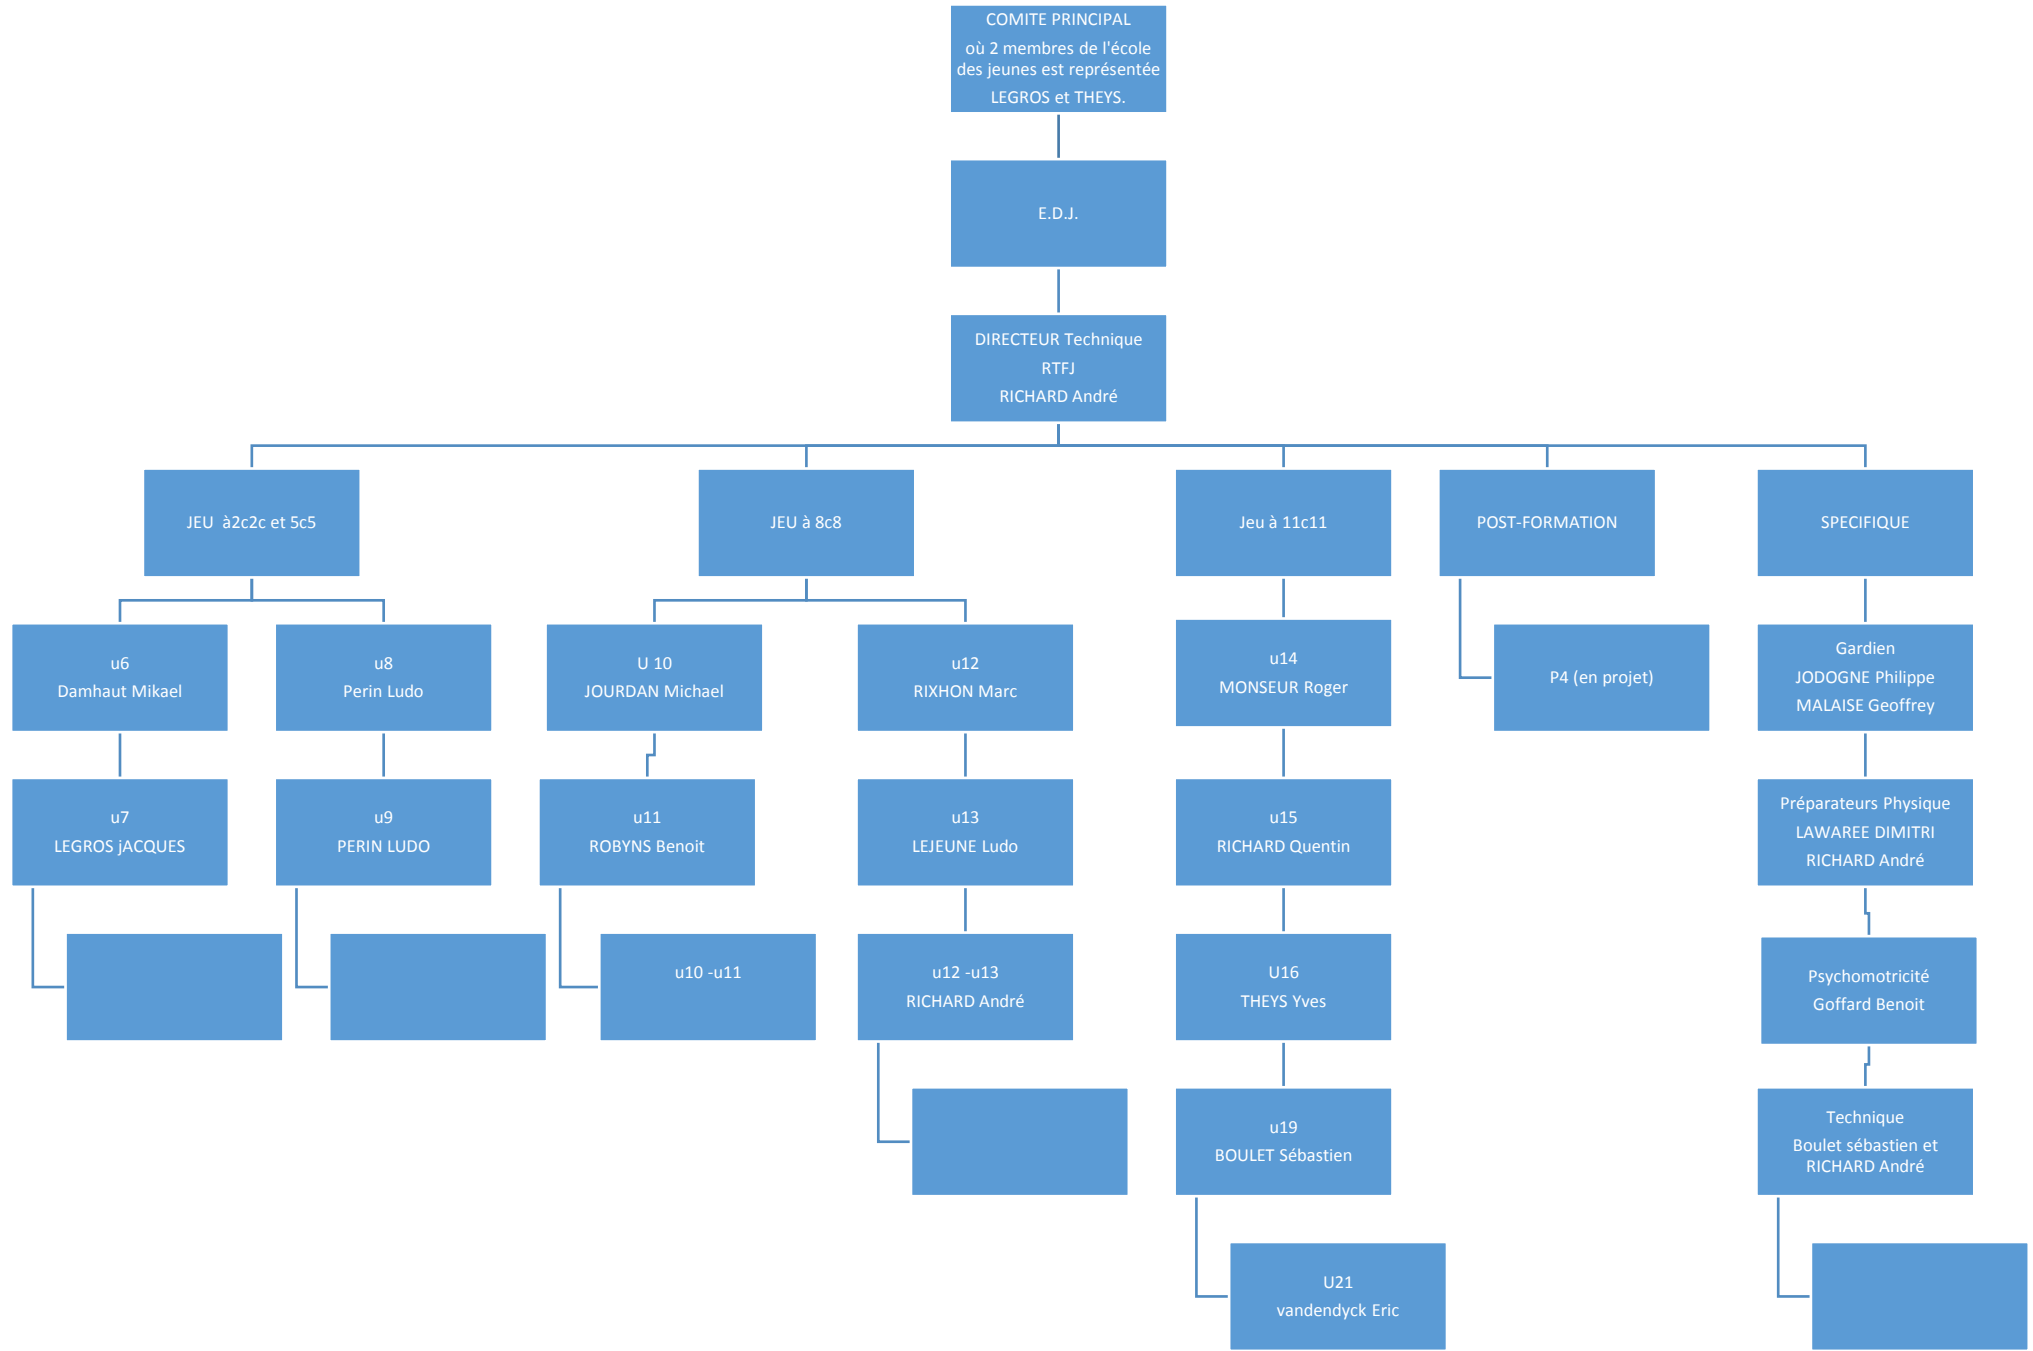 COMITE PRINCIPAL
où 2 membres de l'école
des jeunes est représentée
LEGROS et THEYS.
E.D.J.
DIRECTEUR Technique
RTFJ
RICHARD André
JEU  à2c2c et 5c5
JEU à 8c8
Jeu à 11c11
POST-FORMATION
SPECIFIQUE
u6
Damhaut Mikael
u8
Perin Ludo
U 10
JOURDAN Michael
u12
RIXHON Marc
u14
MONSEUR Roger
P4 (en projet)
Gardien
JODOGNE Philippe
MALAISE Geoffrey
u7
LEGROS jACQUES
u9
PERIN LUDO
u11
ROBYNS Benoit
u13
LEJEUNE Ludo
u15
RICHARD Quentin
Préparateurs Physique
LAWAREE DIMITRI
RICHARD André
u10 -u11
u12 -u13
RICHARD André
U16
THEYS Yves
Psychomotricité
Goffard Benoit
u19
BOULET Sébastien
Technique
Boulet sébastien et
RICHARD André
U21
vandendyck Eric